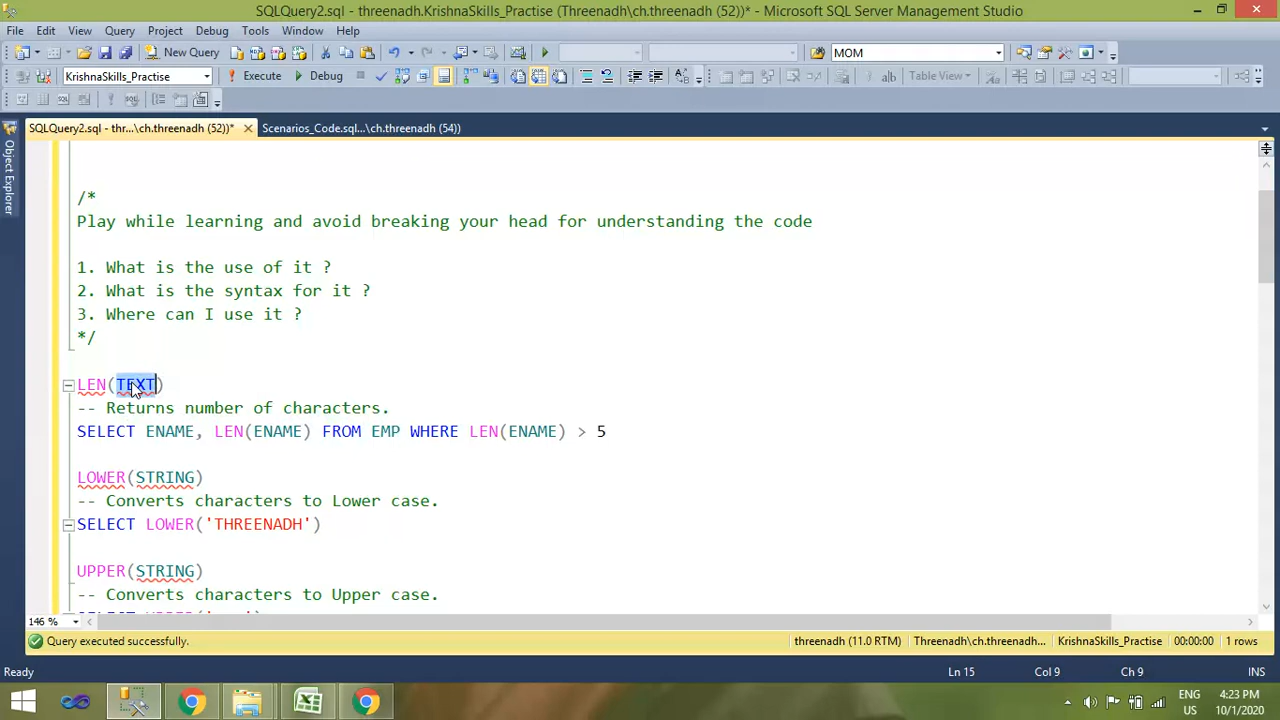 SQLQuery2.sql - threenadh.KrishnaSkills_Practise (Threenadh\ch.threenadh (52))* - Microsoft SQL Server Management Studio
File Edit View Query Project Debug Tools Window Help
New Query MOM
KrishnaSkills_Practise Execute Debug Table View
SQLQuery2.sql - thr...\ch.threenadh (52))* Scenarios_Code.sql...\ch.threenadh (54))
Object Explorer
/*
Play while learning and avoid breaking your head for understanding the code
1. What is the use of it ?
2. What is the syntax for it ?
3. Where can I use it ?
*/
LEN(TEXT)
-- Returns number of characters.
SELECT ENAME, LEN(ENAME) FROM EMP WHERE LEN(ENAME) > 5
LOWER(STRING)
-- Converts characters to Lower case.
SELECT LOWER('THREENADH')
UPPER(STRING)
-- Converts characters to Upper case.
146 %
Query executed successfully. threenadh (11.0 RTM) Threenadh\ch.threenadh... KrishnaSkills_Practise 00:00:00 1 rows
Ready Ln 15 Col 9 Ch 9 INS
ENG 4:23 PM
US 10/1/2020